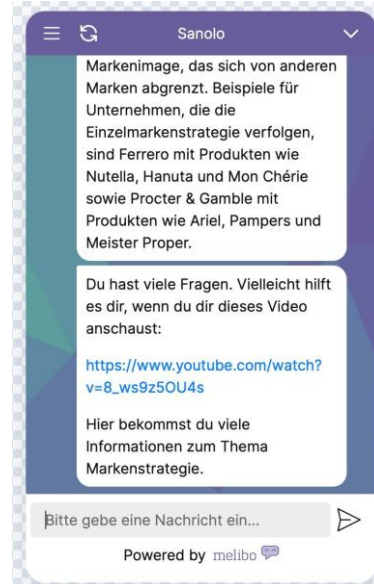 Sanolo
Markenimage, das sich von anderen
Marken abgrenzt. Beispiele für
Unternehmen, die die
Einzelmarkenstrategie verfolgen,
sind Ferrero mit Produkten wie
Nutella, Hanuta und Mon Chérie
sowie Procter & Gamble mit
Produkten wie Ariel, Pampers und
Meister Proper.
Du hast viele Fragen. Vielleicht hilft
es dir, wenn du dir dieses Video
anschaust:
https://www.youtube.com/watch?
v=8_ws9z5OU4s
Hier bekommst du viele
Informationen zum Thema
Markenstrategie.
Bitte gebe eine Nachricht ein...
Powered by melibo